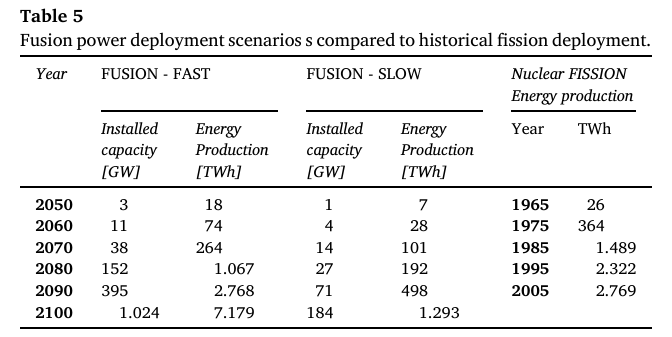 Table 5
Fusion power deployment scenarios s compared to historical fission deployment.
Year FUSION - FAST FUSION - SLOW Nuclear FISSION
Energy production
Installed Energy Installed Energy Year TWh
capacity Production capacity Production
[GW] [TWh] [GW] [TWh]
2050 3 18 1 7 1965 26
2060 11 74 4 28 1975 364
2070 38 264 14 101 1985 1.489
2080 152 1.067 27 192 1995 2.322
2090 395 2.768 71 498 2005 2.769
2100 1.024 7.179 184 1.293